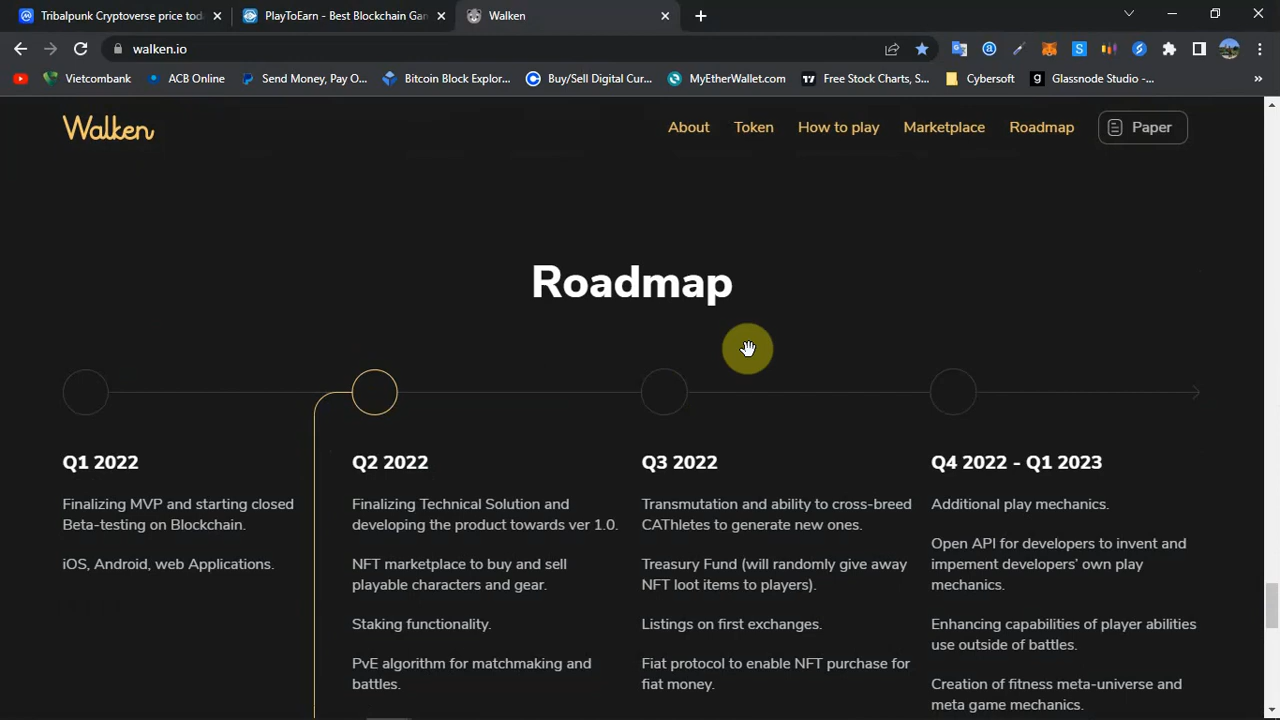 Tribalpunk Cryptoverse price toda
PlayToEarn - Best Blockchain Gam
Walken
walken.io
Vietcombank
ACB Online
Send Money, Pay O...
Bitcoin Block Explor...
Buy/Sell Digital Cur...
MyEtherWallet.com
Free Stock Charts, S...
Cybersoft
Glassnode Studio -...
»
Walken
About
Token
How to play
Marketplace
Roadmap
Paper
Roadmap
Q1 2022
Finalizing MVP and starting closed
Beta-testing on Blockchain.
iOS, Android, web Applications.
Q2 2022
Finalizing Technical Solution and
developing the product towards ver 1.0.
NFT marketplace to buy and sell
playable characters and gear.
Staking functionality.
PvE algorithm for matchmaking and
battles.
Q3 2022
Transmutation and ability to cross-breed
CAThletes to generate new ones.
Treasury Fund (will randomly give away
NFT loot items to players).
Listings on first exchanges.
Fiat protocol to enable NFT purchase for
fiat money.
Q4 2022 - Q1 2023
Additional play mechanics.
Open API for developers to invent and
impement developers' own play
mechanics.
Enhancing capabilities of player abilities
use outside of battles.
Creation of fitness meta-universe and
meta game mechanics.